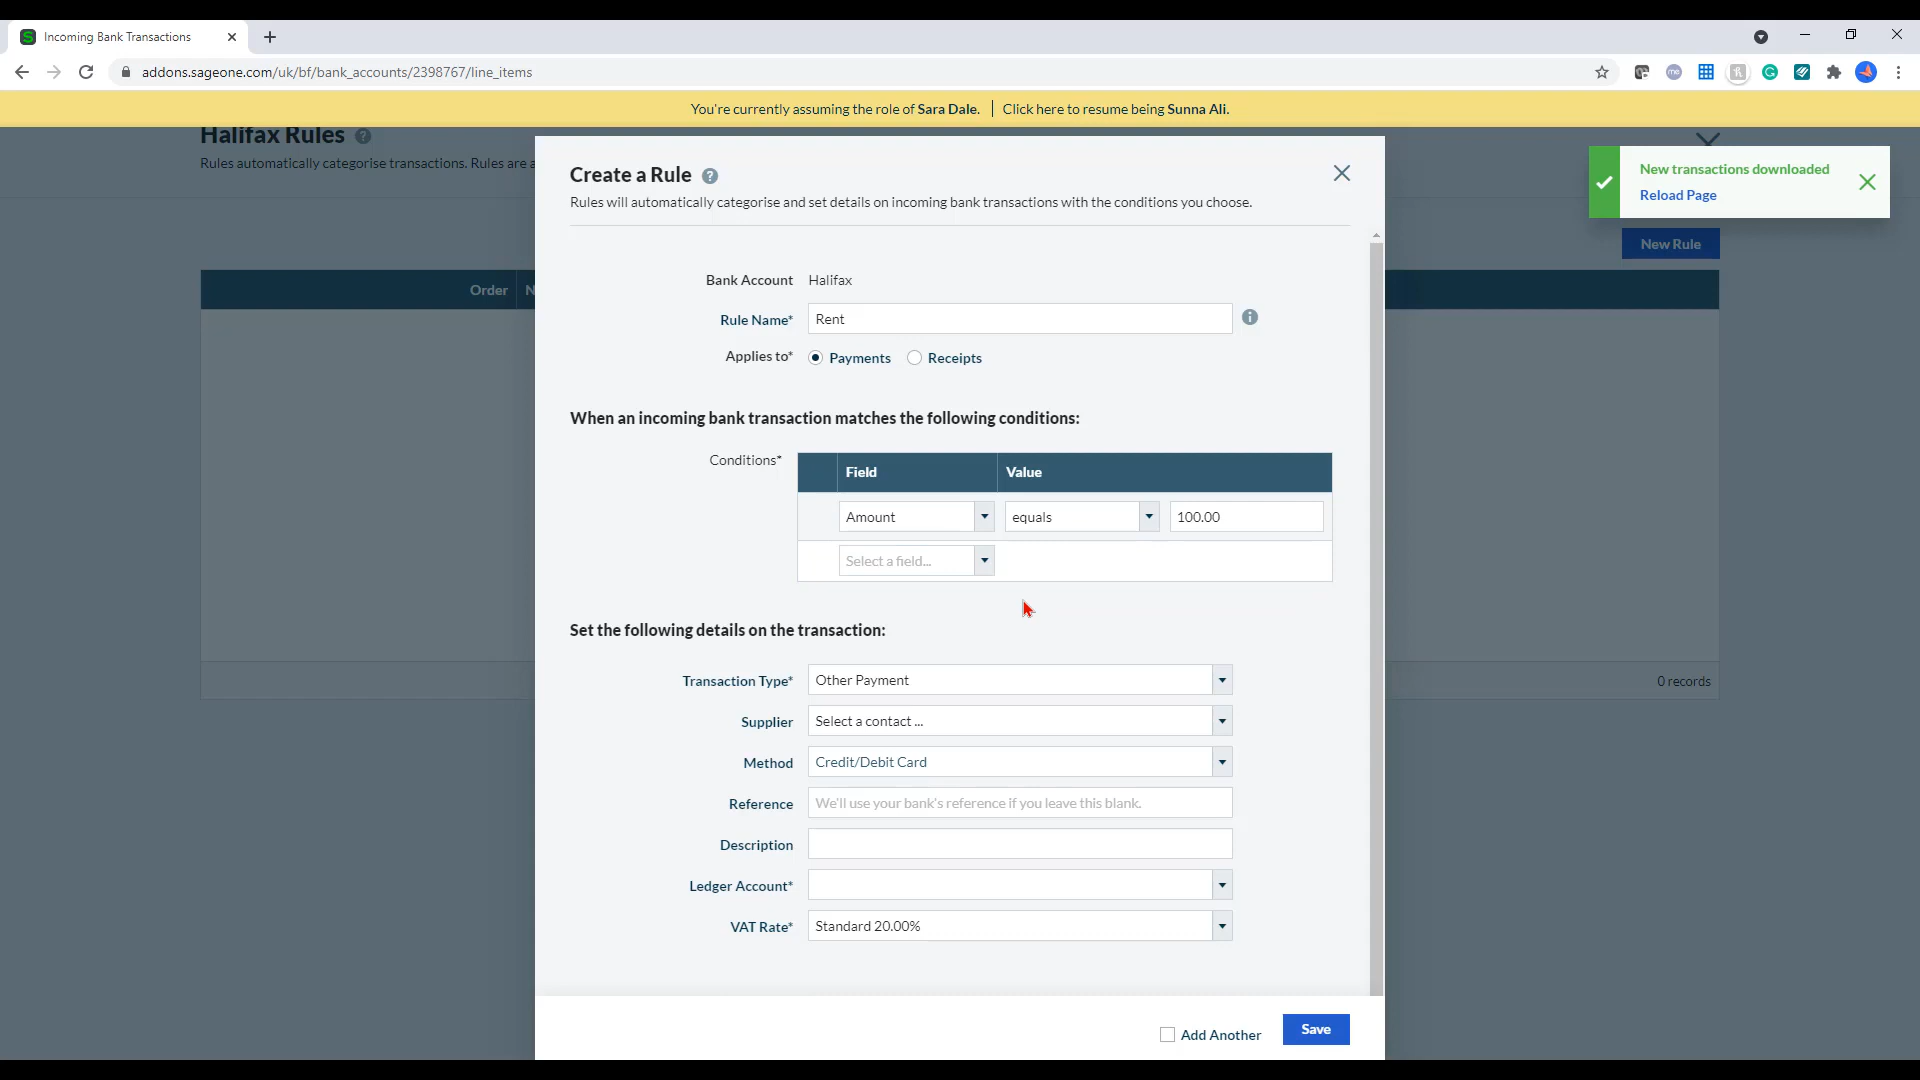 Incoming Bank Transactions
addons.sageone.com/uk/bf/bank_accounts/2398767/line_items
You're currently assuming the role of Sara Dale. | Click here to resume being Sunna Ali.
Halifax Rules ?
Rules automatically categorise transactions. Rules are a
New transactions downloaded
Reload Page
New Rule
Order N
0 records
Create a Rule ?
Rules will automatically categorise and set details on incoming bank transactions with the conditions you choose.
Bank Account Halifax
Rule Name* Rent
Applies to* Payments Receipts
When an incoming bank transaction matches the following conditions:
Conditions* Field Value
Amount equals 100.00
Select a field...
Set the following details on the transaction:
Transaction Type* Other Payment
Supplier Select a contact ...
Method Credit/Debit Card
Reference We'll use your bank's reference if you leave this blank.
Description
Ledger Account*
VAT Rate* Standard 20.00%
Add Another Save